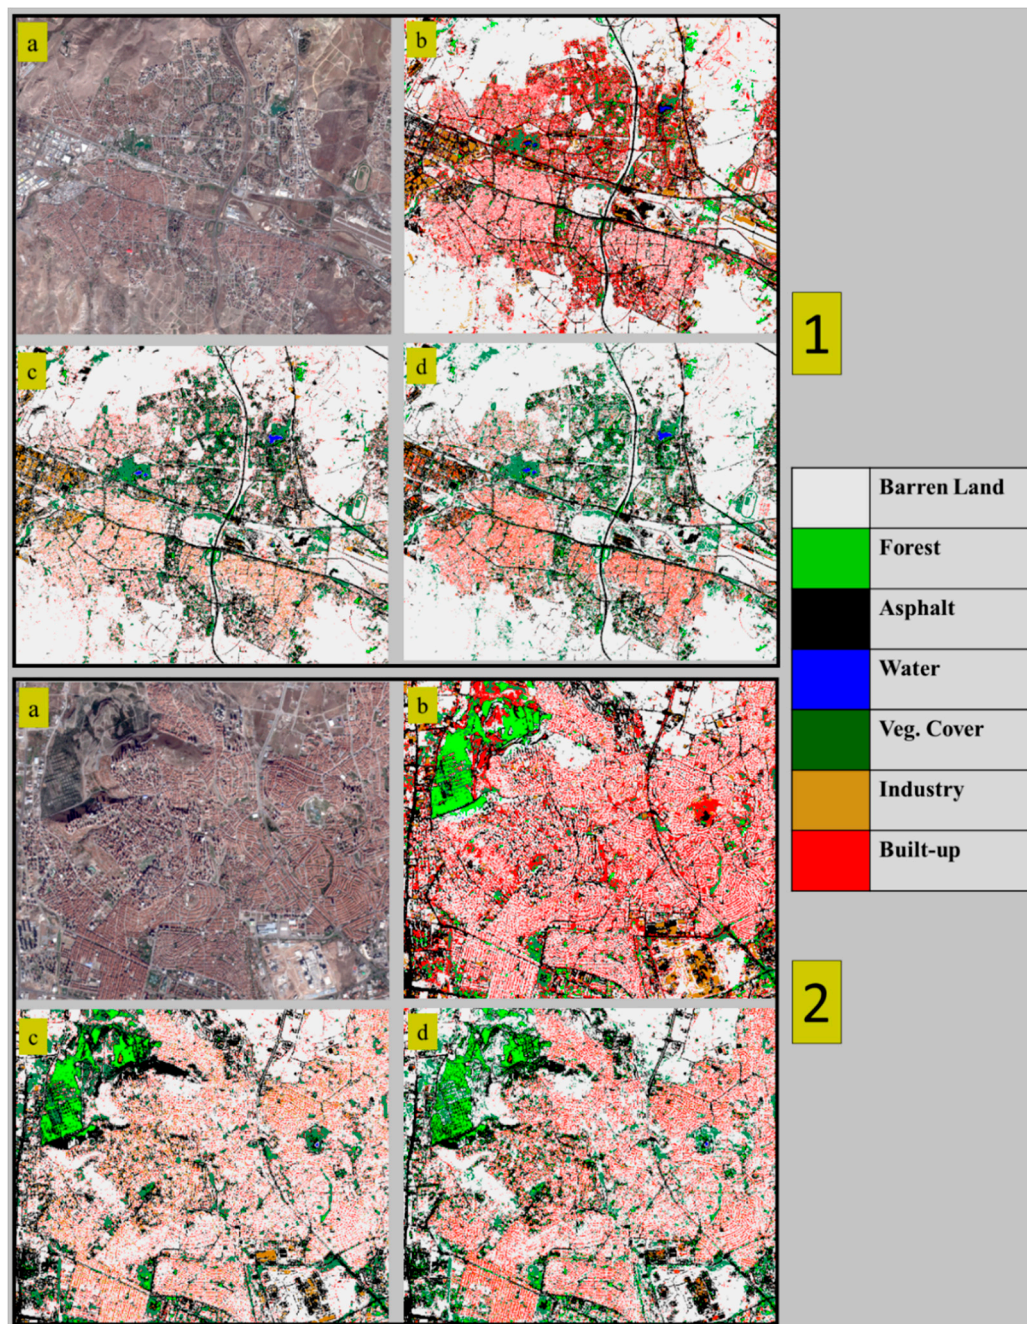 a
b
c
d
1
a
b
c
d
2
Barren Land
Forest
Asphalt
Water
Veg. Cover
Industry
Built-up